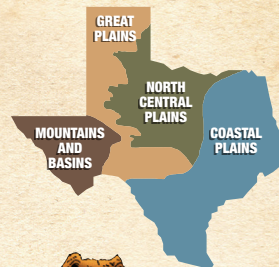 GREAT
PLAINS
NORTH
CENTRAL
PLAINS
MOUNTAINS
AND
BASINS
COASTAL
PLAINS